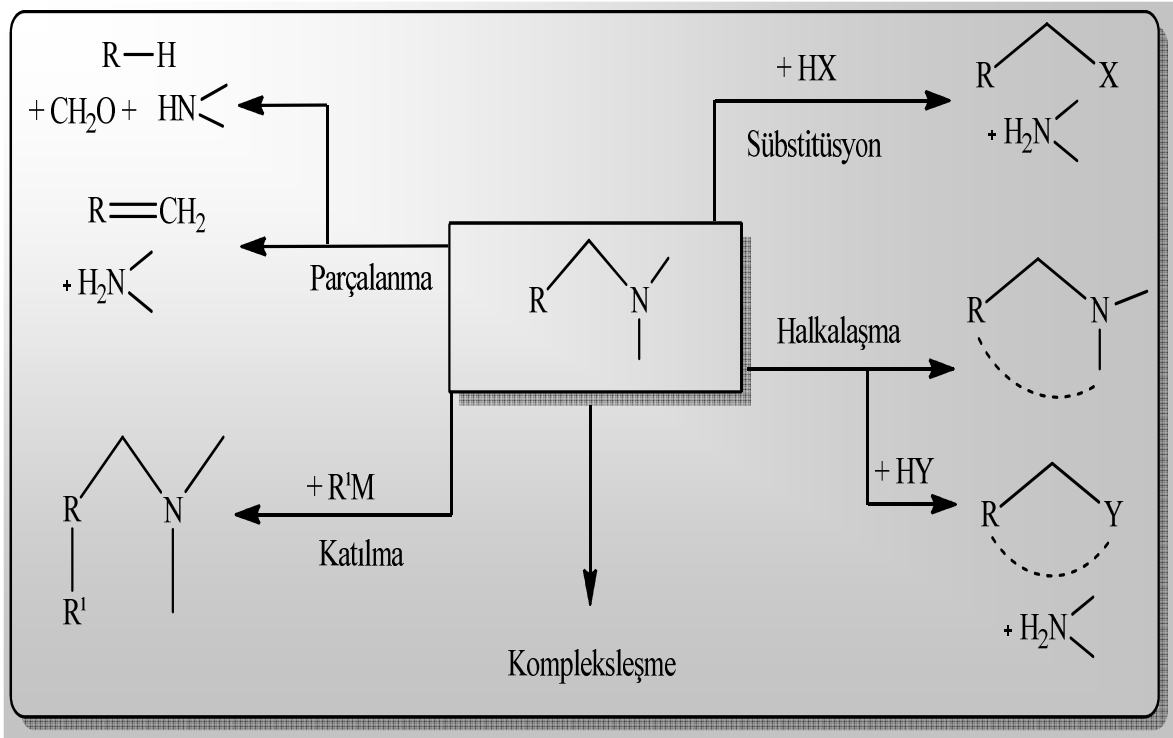 R—H
+ CH₂O + HN
R=CH₂
+ H₂N
Parçalanma
+ HX
Sübstitüsyon
R X
+ H₂N
R N
Halkalaşma
R N
+ HY
R Y
+ H₂N
+ R¹M
Katılma
R N
R¹
Kompleksleşme